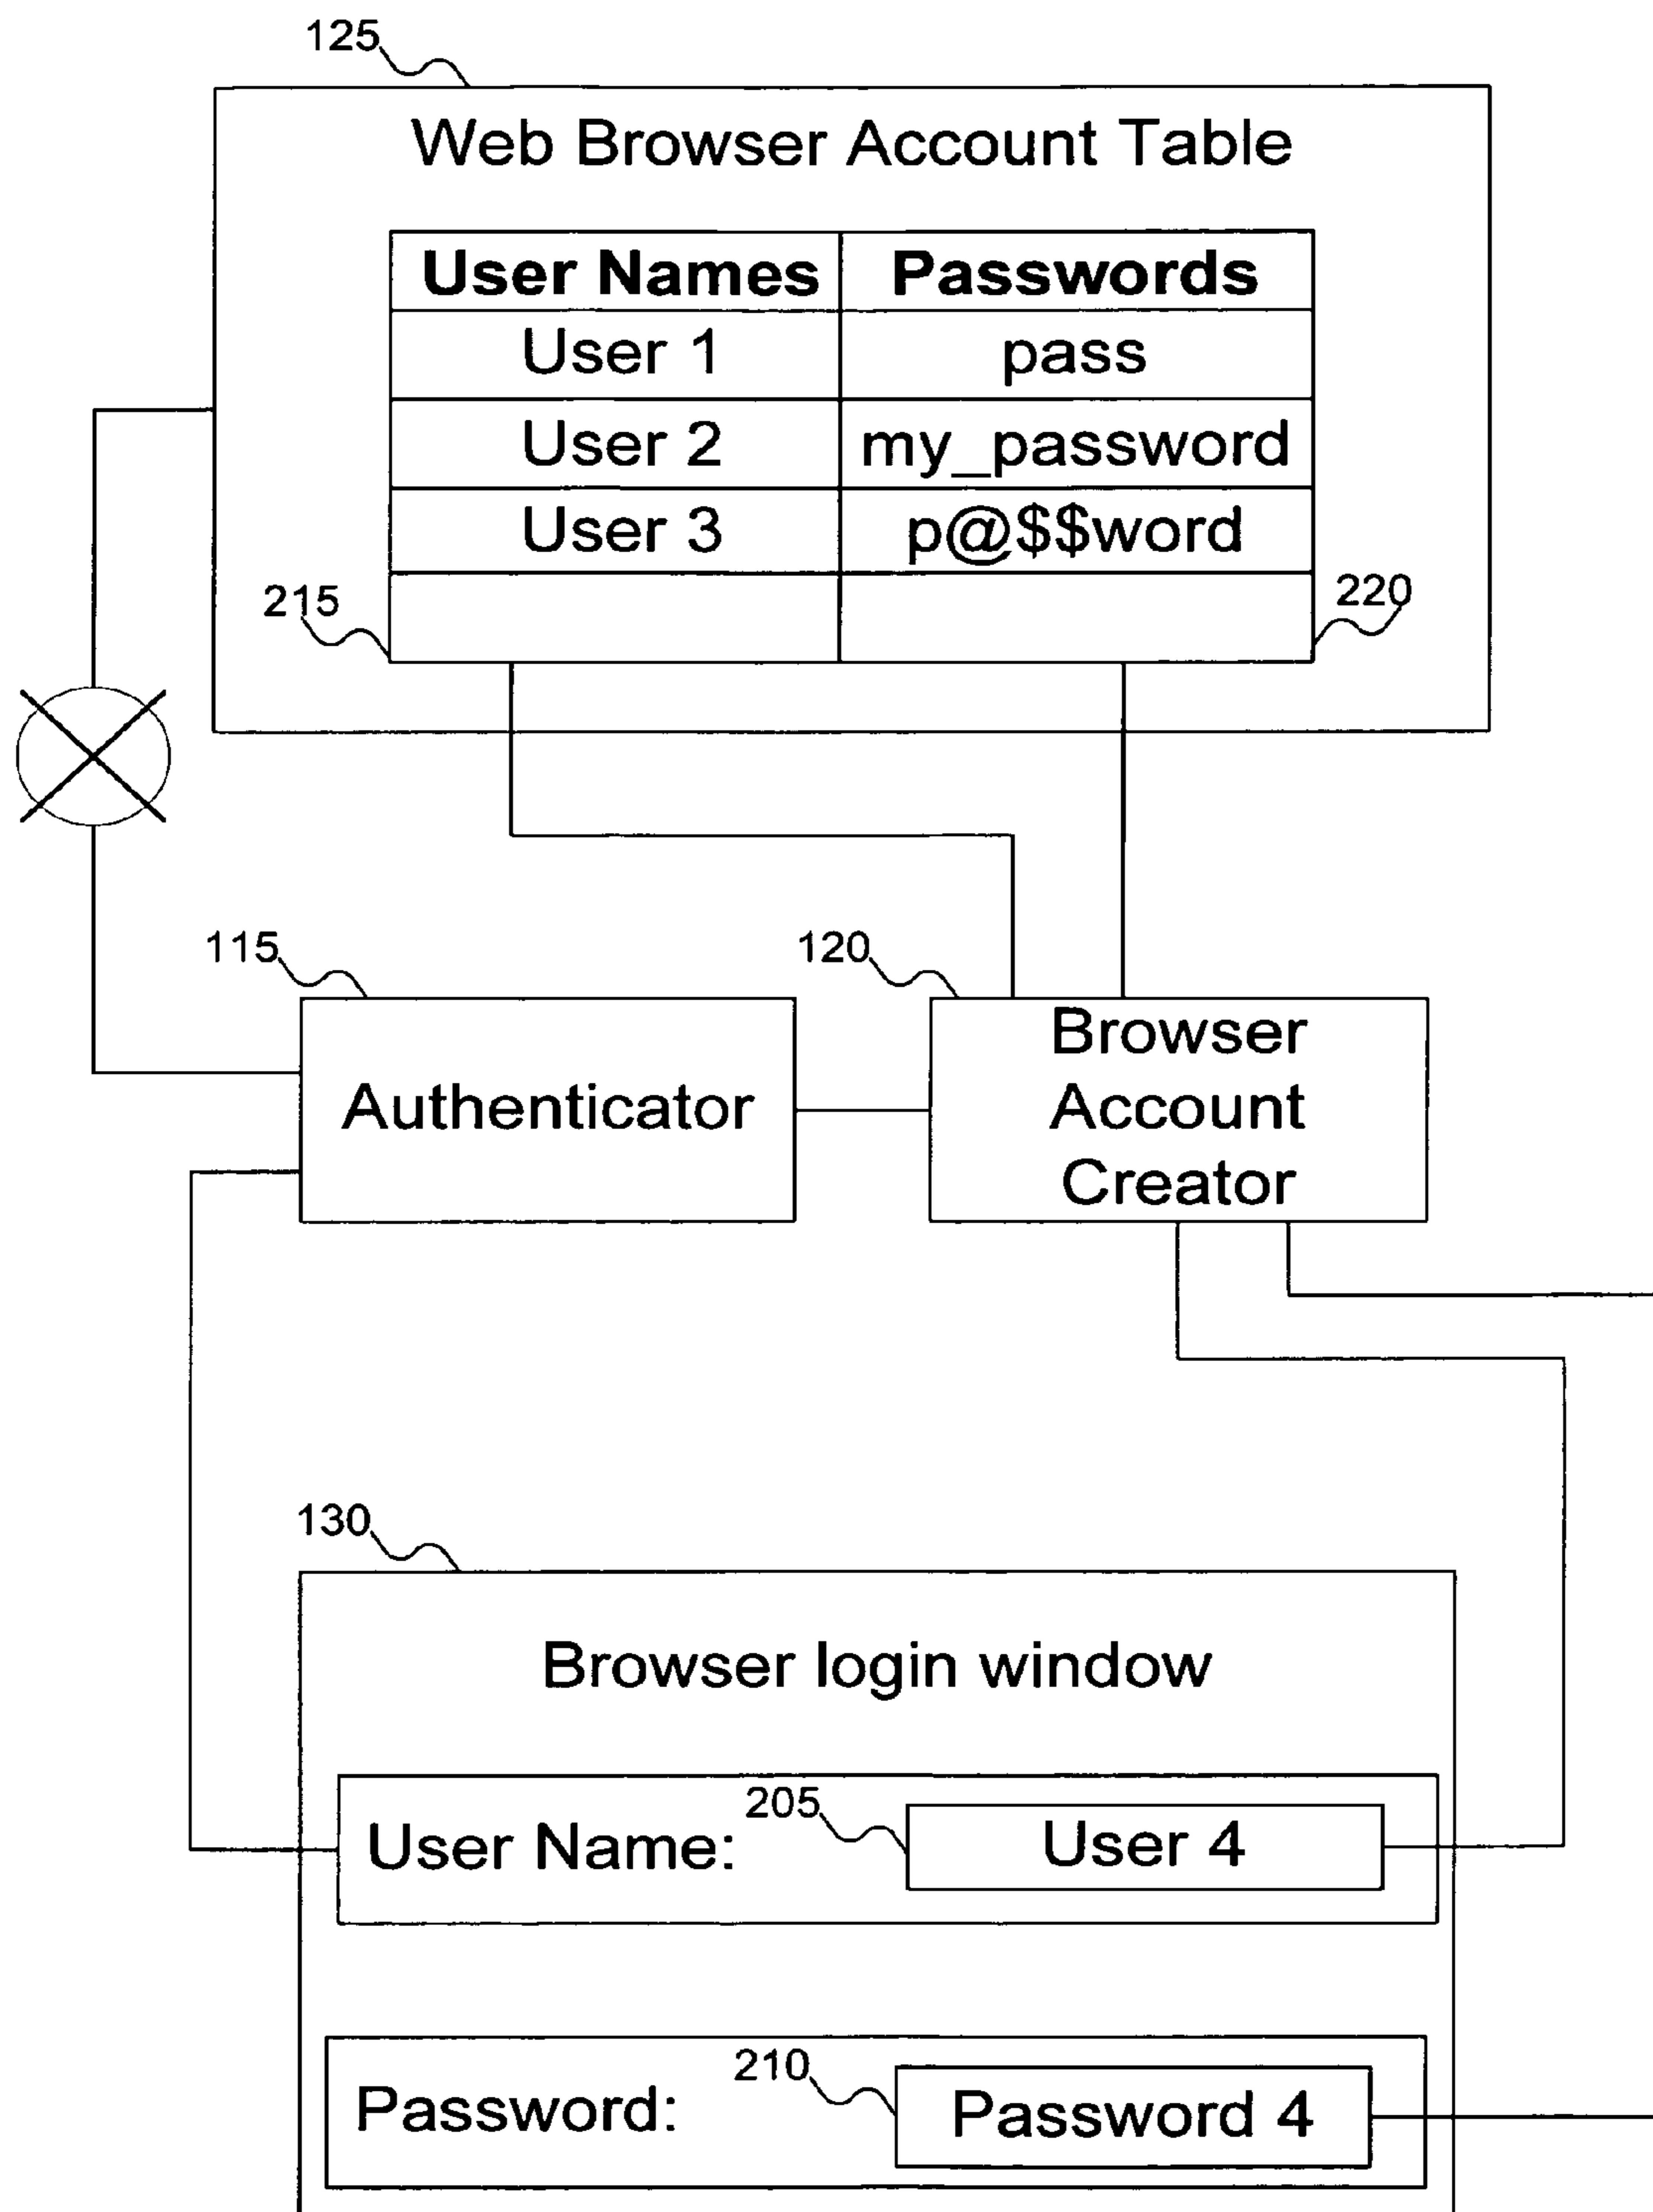 125
Web Browser Account Table
User Names Passwords
User 1 pass
User 2 my_password
User 3 p@$$word
215 220
115 120
Authenticator
Browser
Account
Creator
130
Browser login window
205
User Name: User 4
210
Password: Password 4